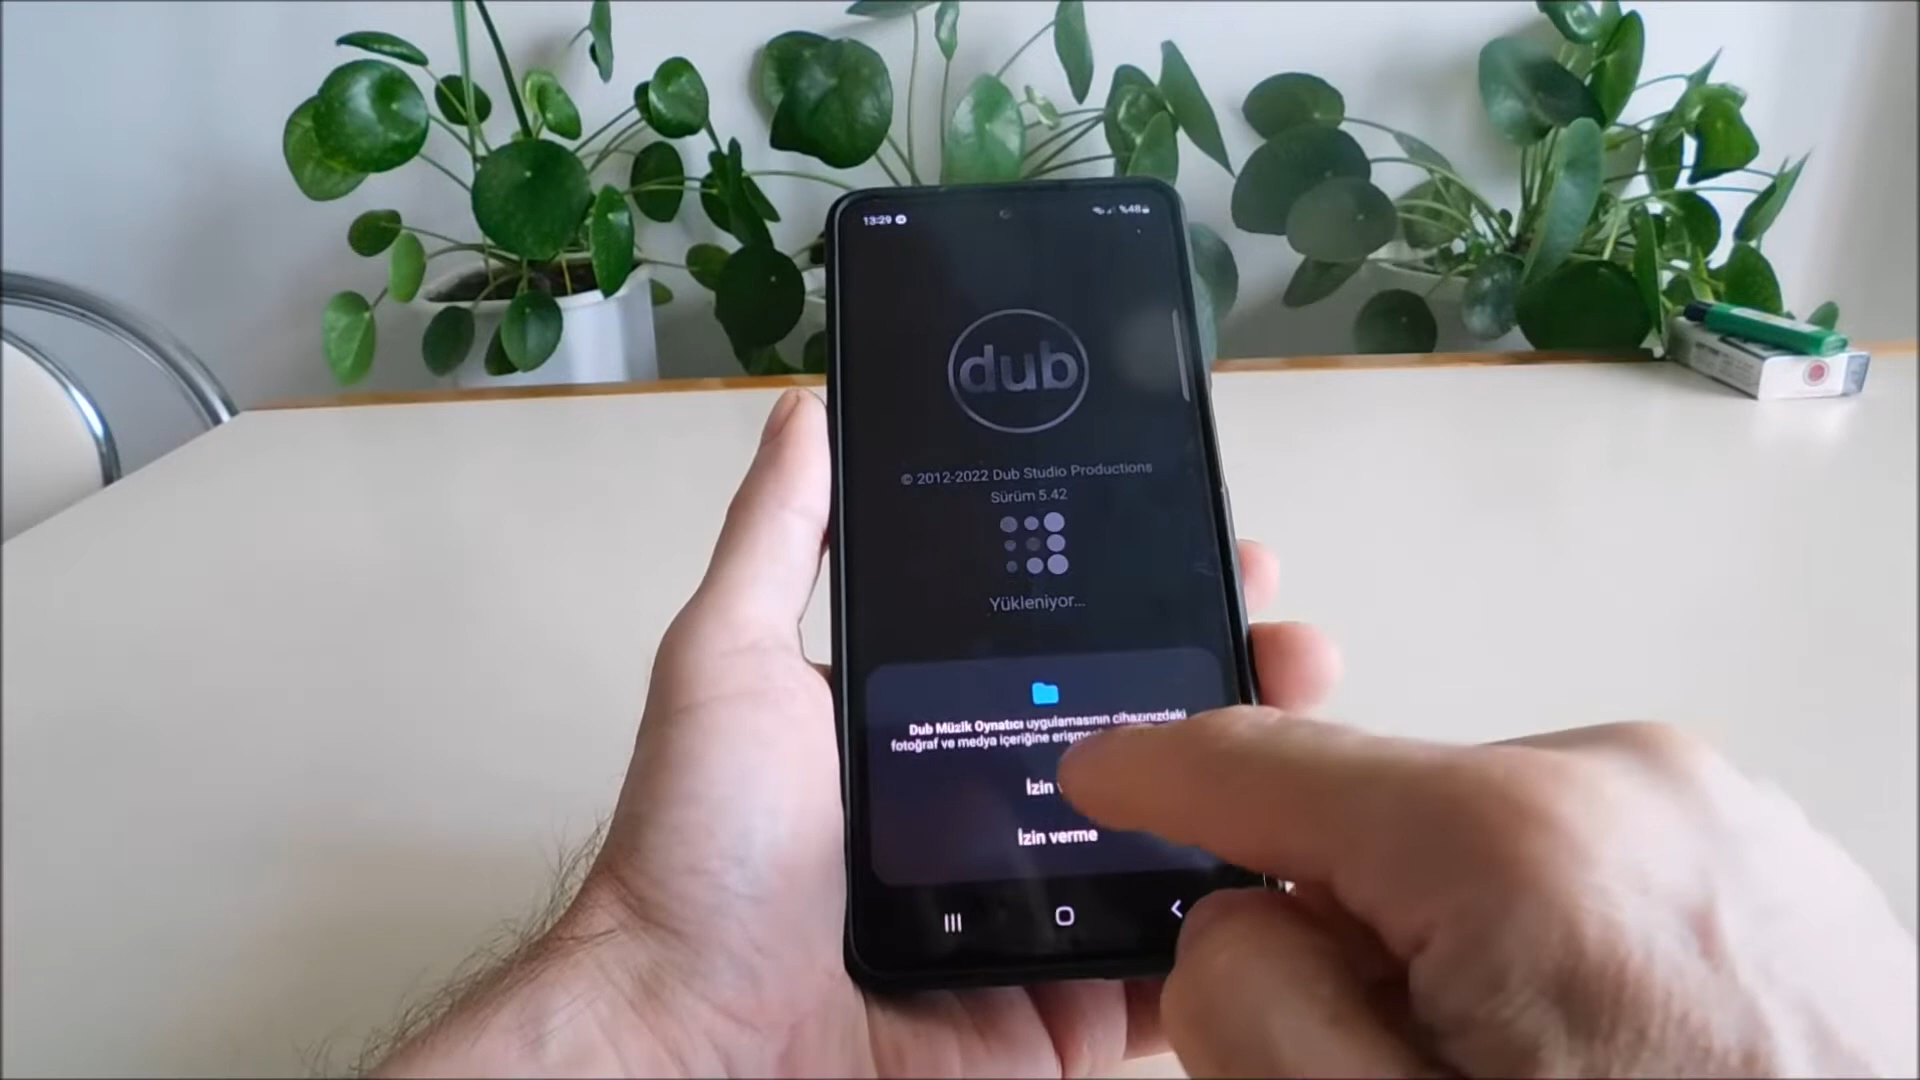 13:29
%48
dub
© 2012-2022 Dub Studio Productions
Sürüm 5.42
Yükleniyor...
Dub Müzik Oynatıcı uygulamasının cihazınızdaki
fotoğraf ve medya içeriğine
İzin
İzin verme